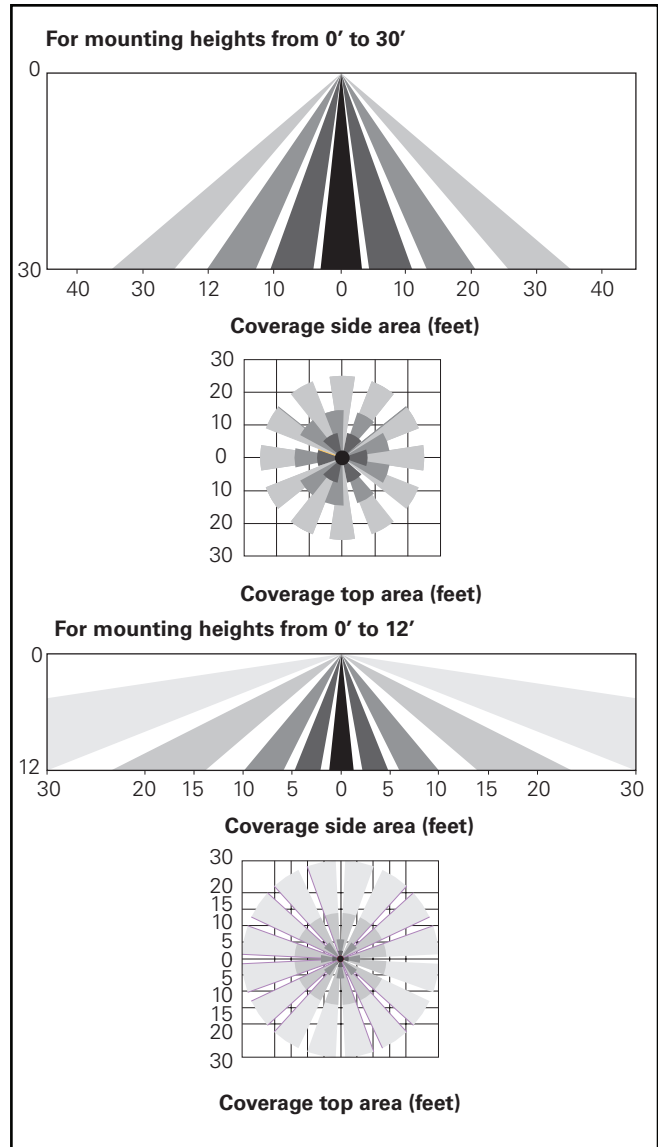 For mounting heights from 0’ to 30’
0
30
40 30 12 10 0 10 20 30 40
Coverage side area (feet)
30
20
10
0
10
20
30
Coverage top area (feet)
For mounting heights from 0’ to 12’
0
12
30 20 10 5 0 5 10 15 20 30
Coverage side area (feet)
30
20
15
10
5
0
5
10
15
20
30
Coverage top area (feet)